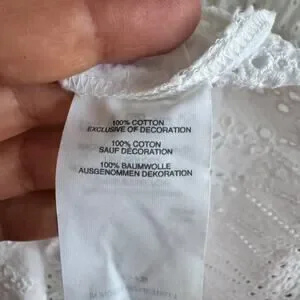 100% COTTON
EXCLUSIVE OF DECORATION
100% COTON
SAUF DECORATION
100% BAUMWOLLE
AUSGENOMMEN DEKORATION